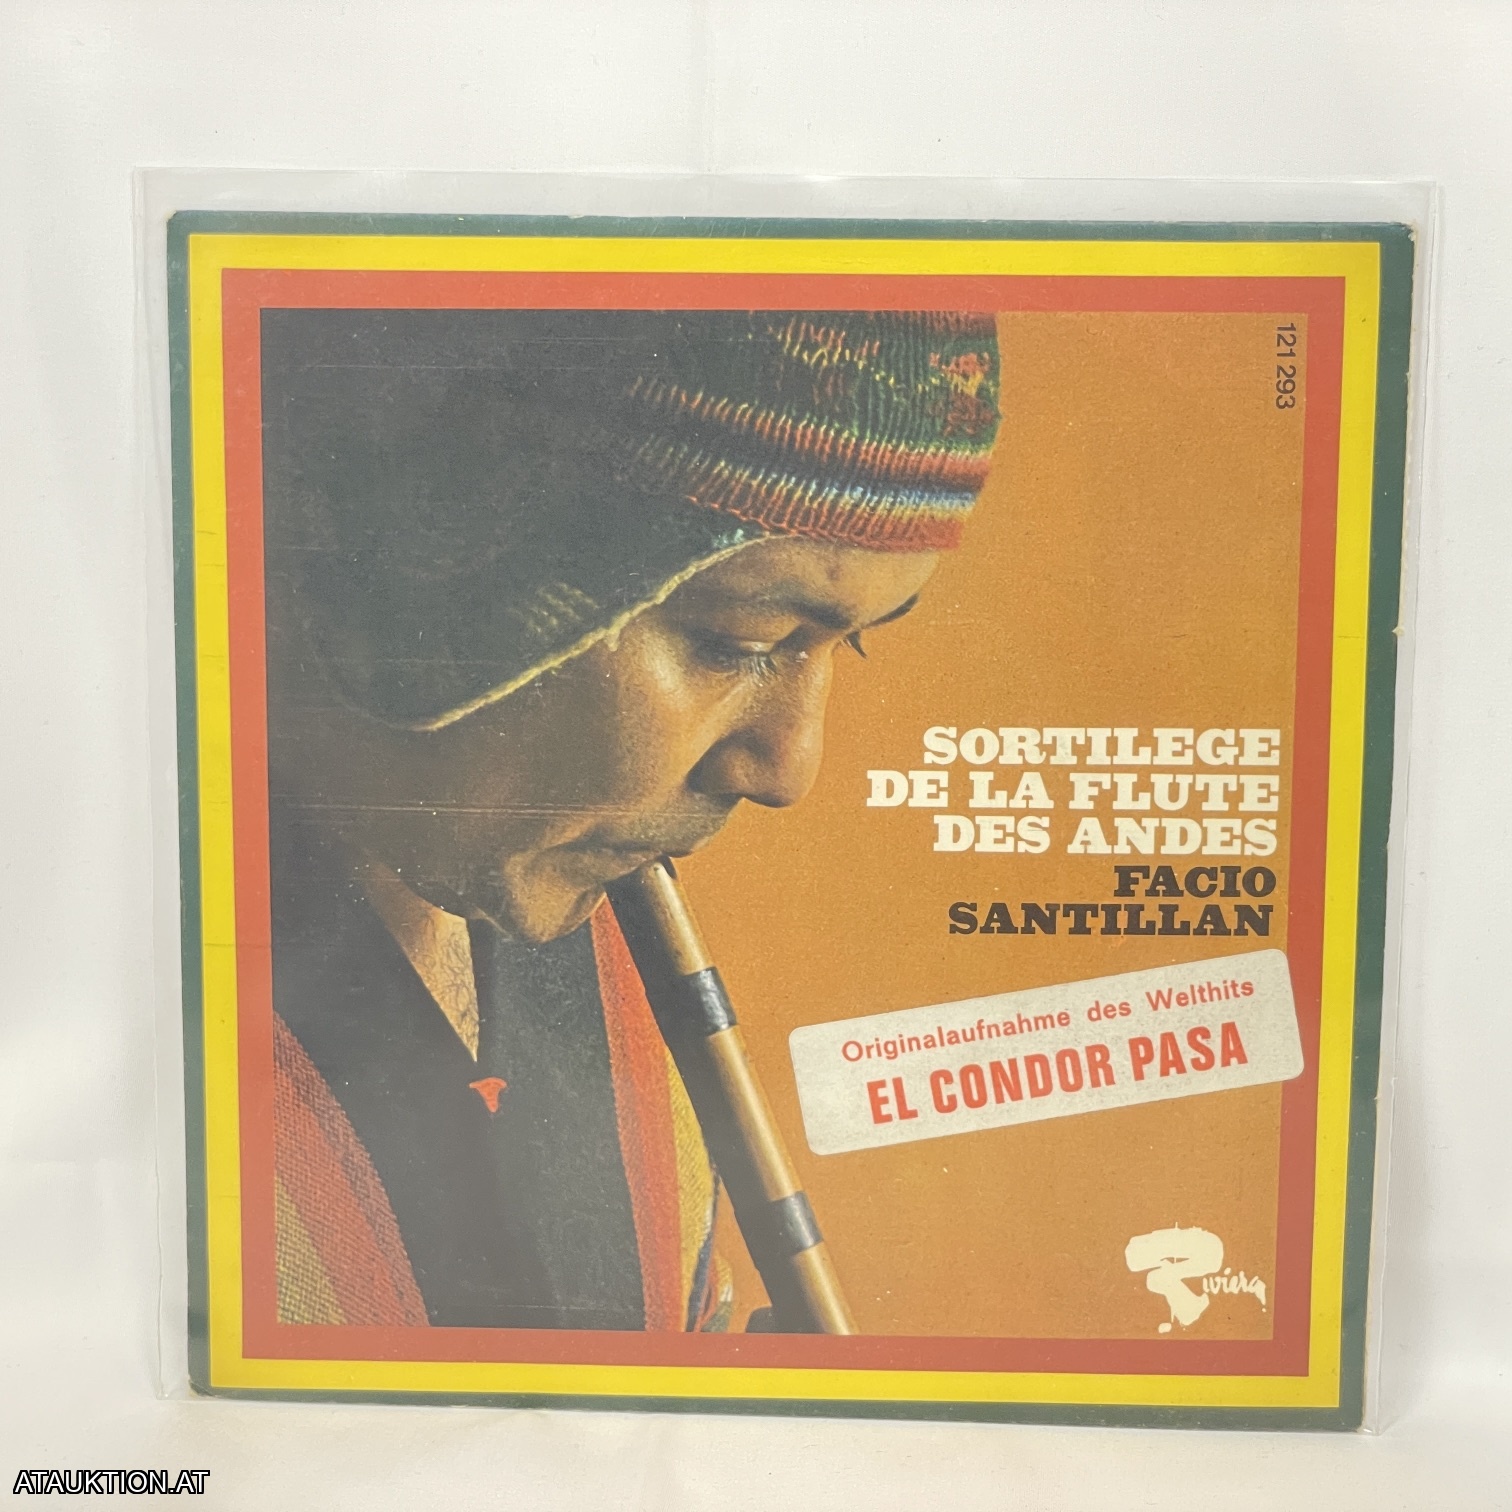 121 293
SORTILEGE
DE LA FLUTE
DES ANDES
FACIO
SANTILLAN
Originalaufnahme des Welthits
EL CONDOR PASA
Riviera
ATAUKTION.AT